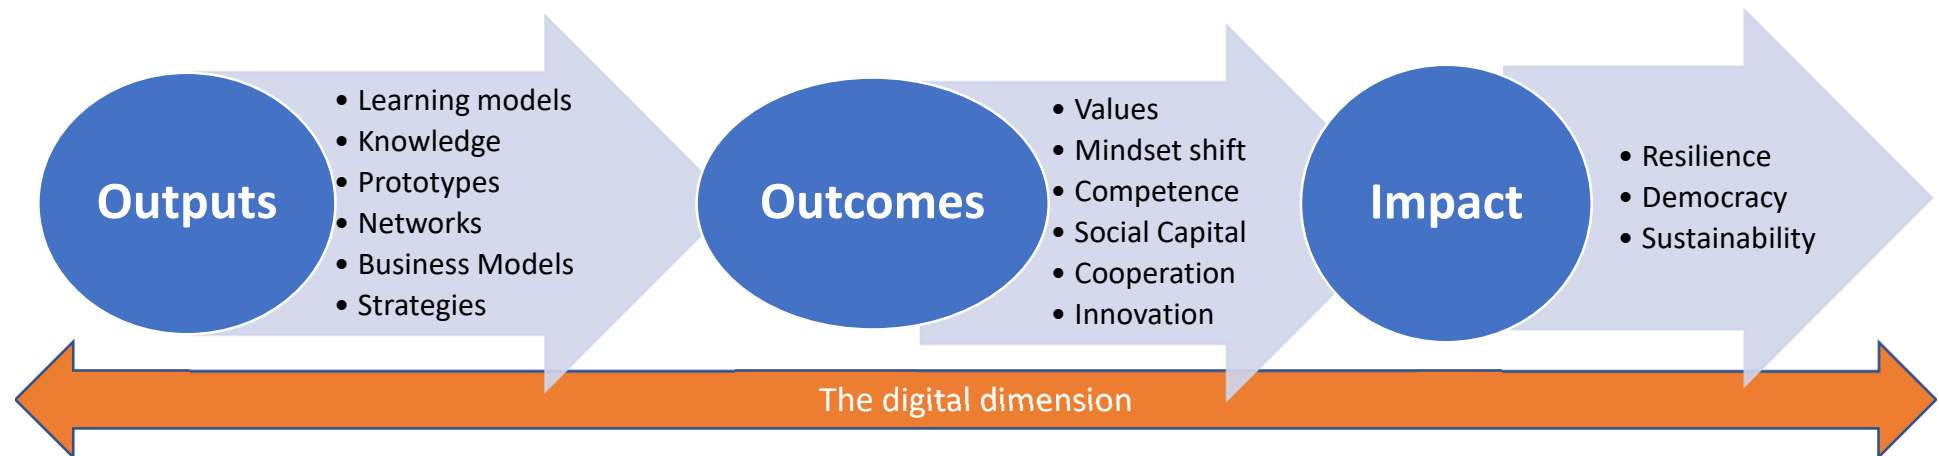 Outputs
• Learning models
• Knowledge
• Prototypes
• Networks
• Business Models
• Strategies
Outcomes
• Values
• Mindset shift
• Competence
• Social Capital
• Cooperation
• Innovation
Impact
• Resilience
• Democracy
• Sustainability
The digital dimension